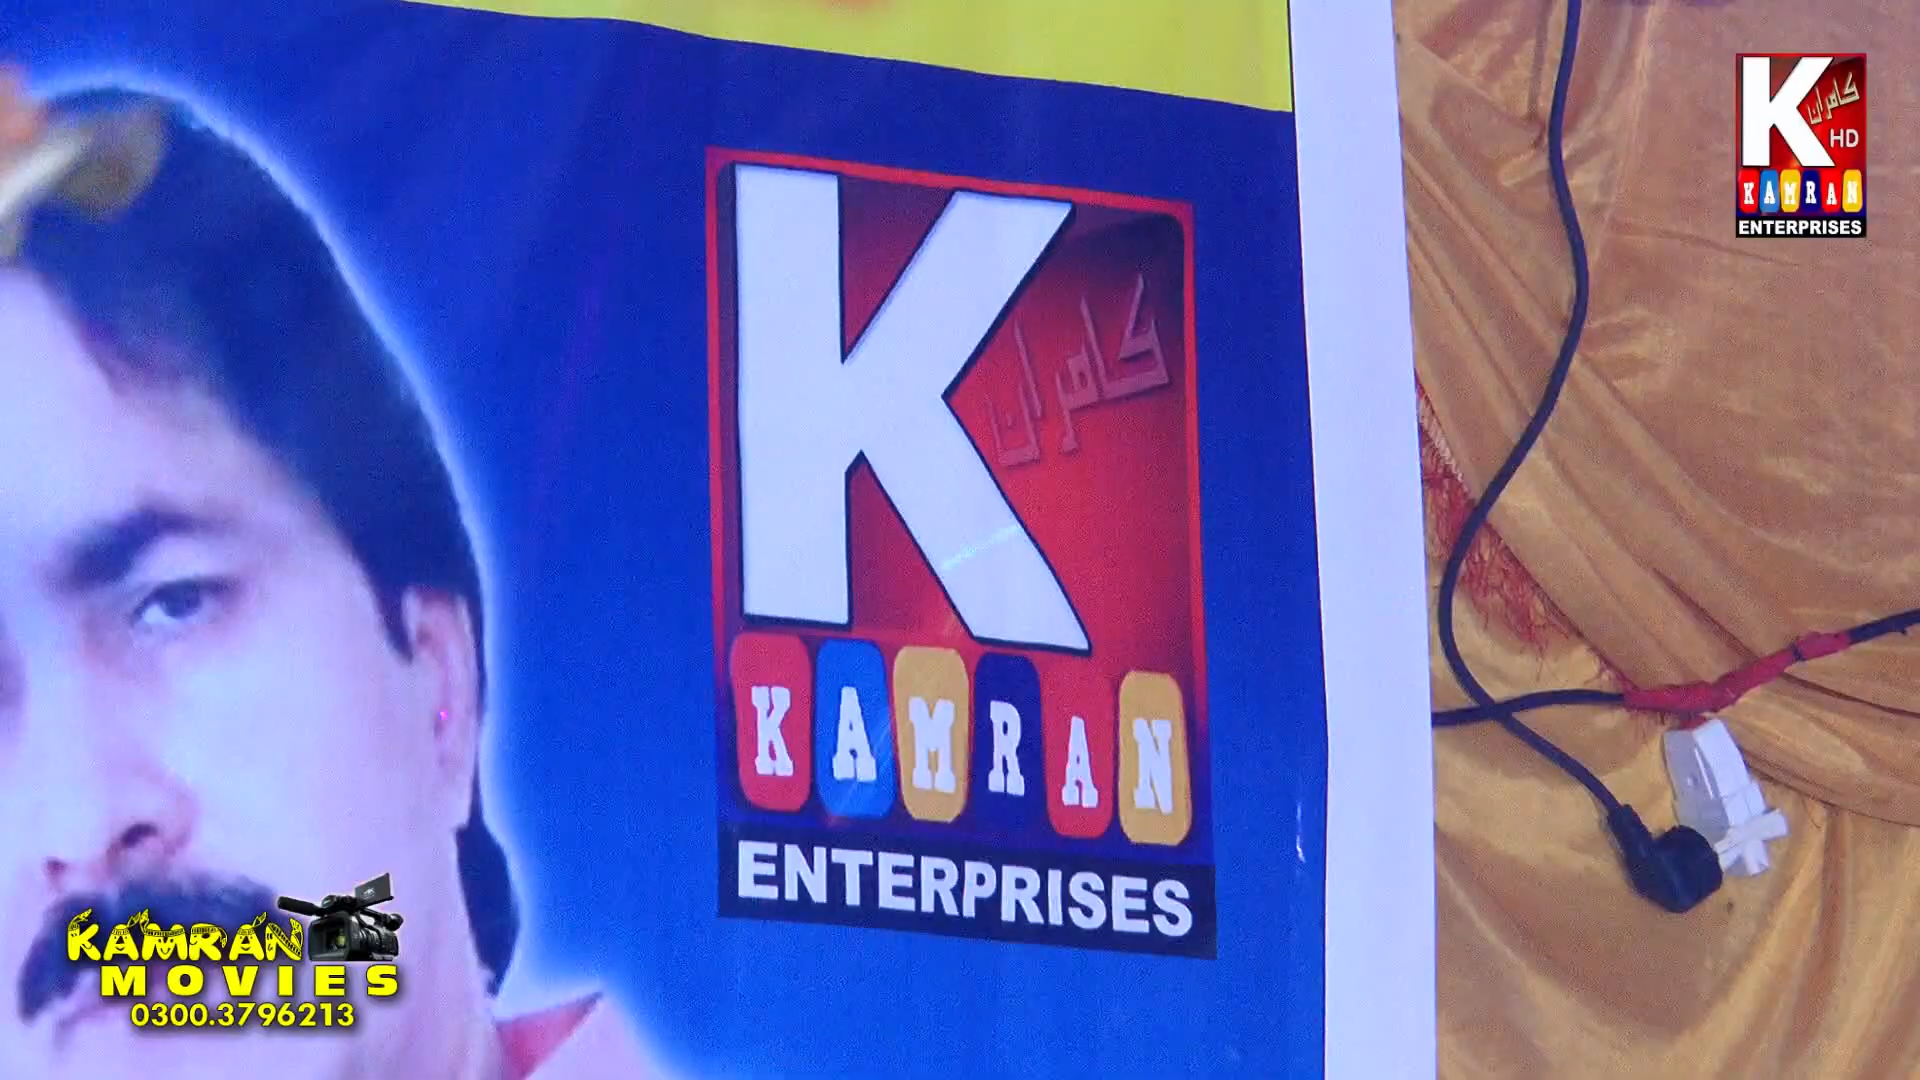 K
کامران
HD
KAMRAN
ENTERPRISES
K
کامران
KAMRAN
ENTERPRISES
KAMRAN
MOVIES
0300.3796213